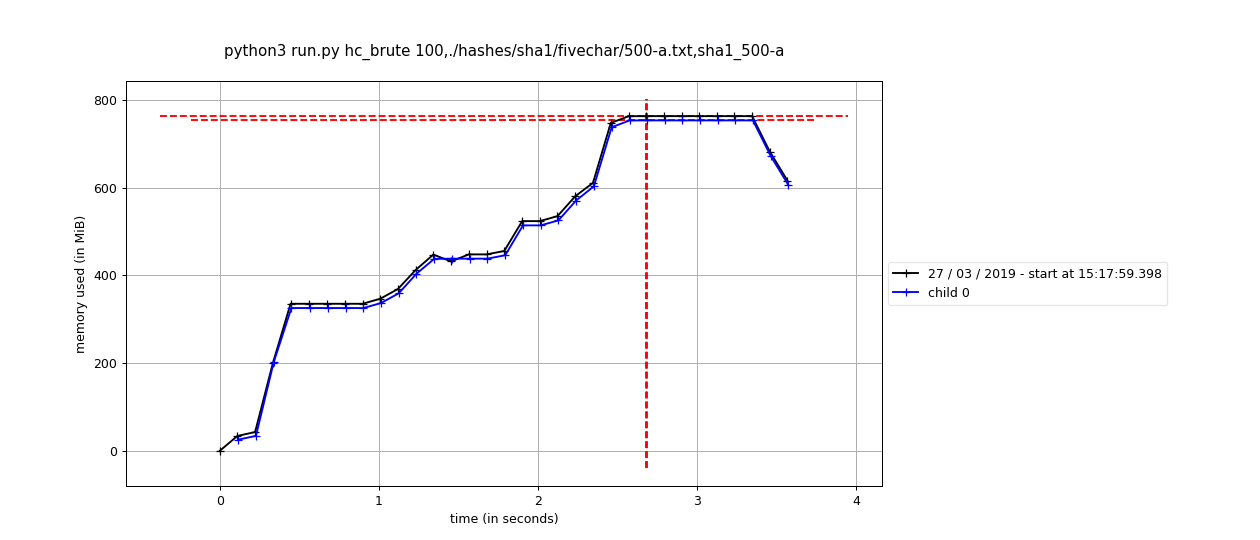 python3 run.py hc_brute 100,./hashes/sha1/fivechar/500-a.txt,sha1_500-a
800
600
400
200
0
memory used (in MiB)
0 1 2 3 4
time (in seconds)
27 / 03 / 2019 - start at 15:17:59.398
child 0